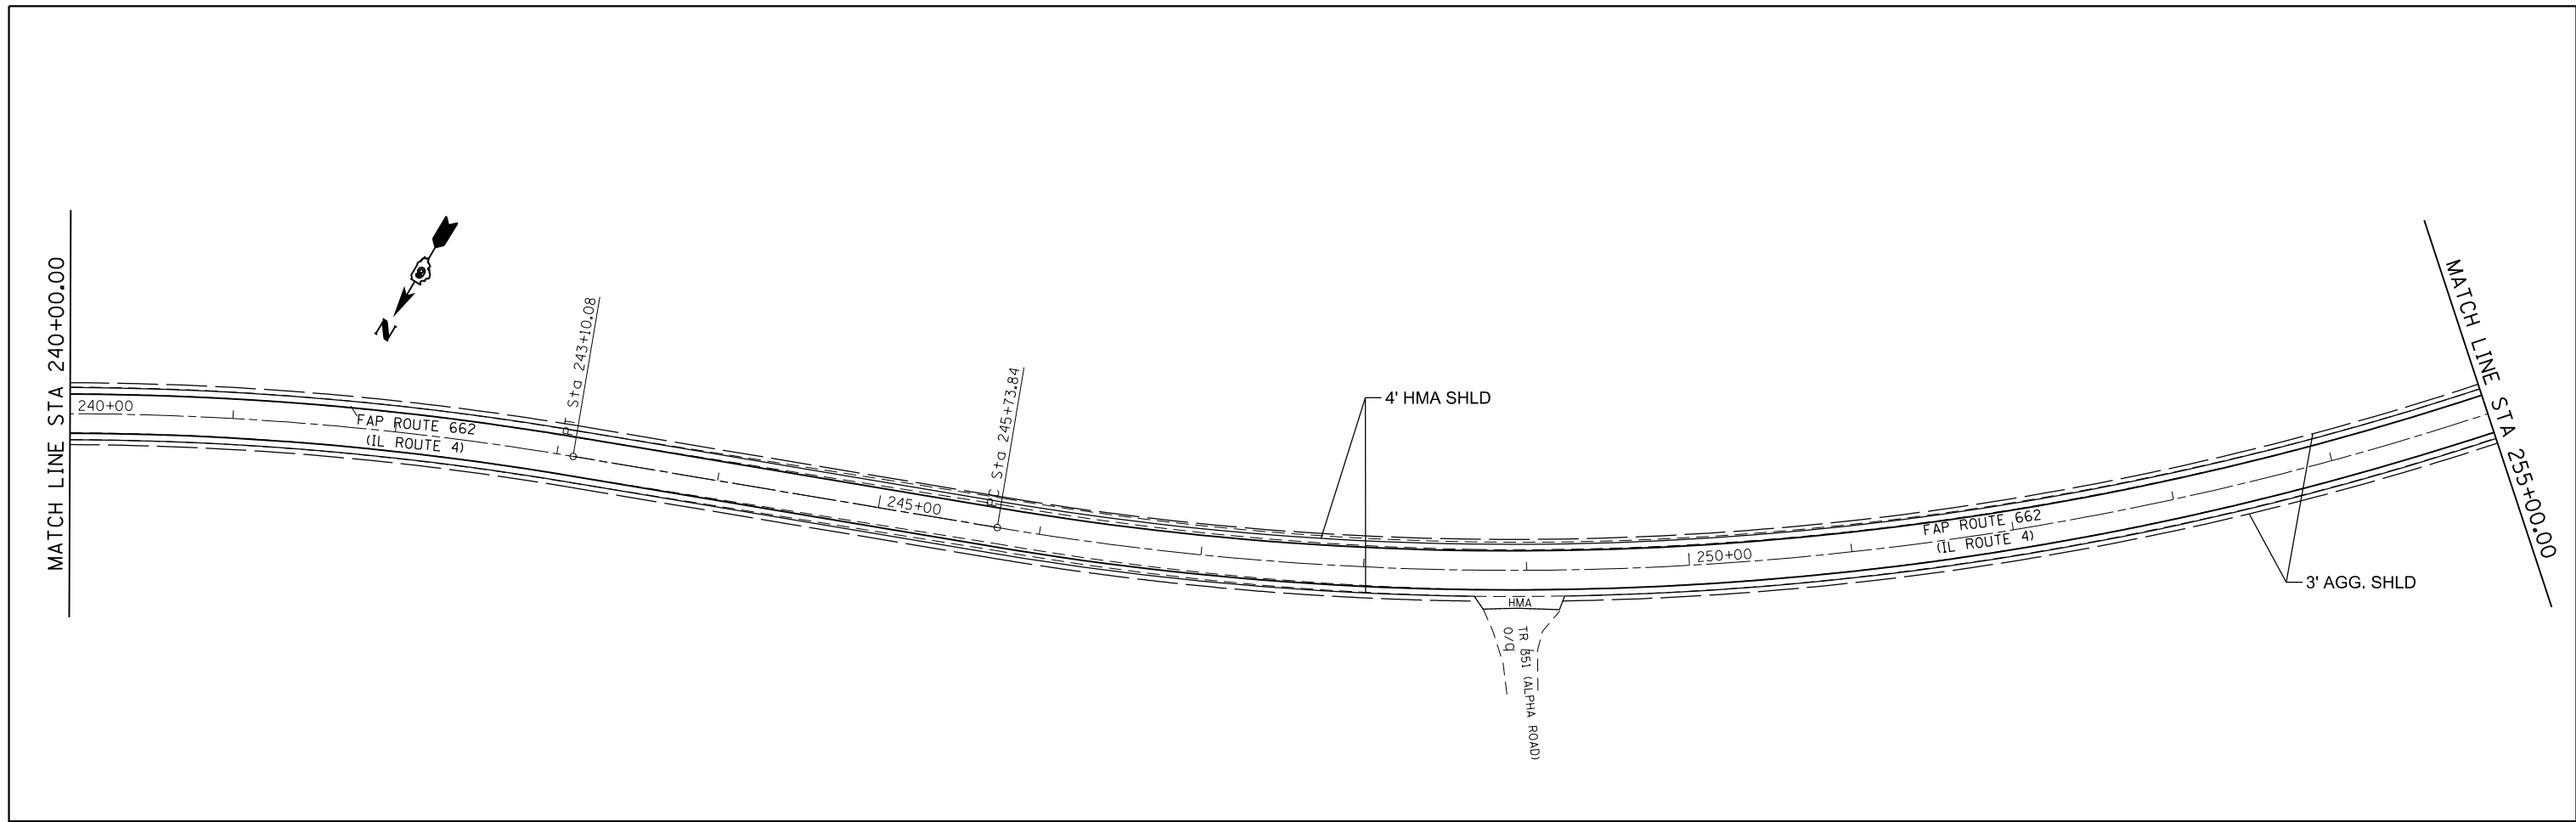 MATCH LINE STA 240+00.00
240+00
N
FAP ROUTE 662
(IL ROUTE 4)
PT Sta 243+10.08
245+00
PC Sta 245+73.84
4' HMA SHLD
HMA
TR 351 (ALPHA ROAD)
O/q
250+00
FAP ROUTE 662
(IL ROUTE 4)
3' AGG. SHLD
MATCH LINE STA 255+00.00